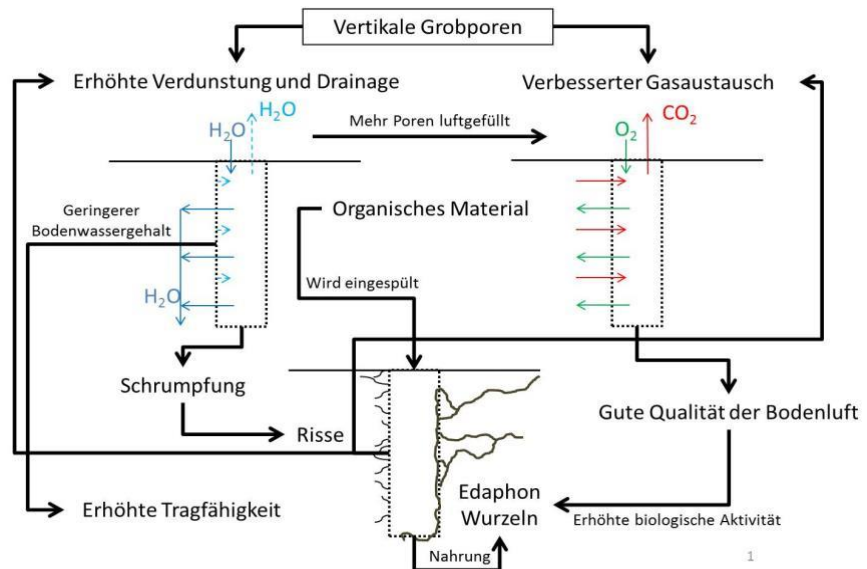 Vertikale Grobporen
Erhöhte Verdunstung und Drainage
Verbesserter Gasaustausch
H₂O
H₂O
Mehr Poren luftgefüllt
O₂
CO₂
Geringerer
Bodenwassergehalt
Organisches Material
H₂O
Wird eingespült
Schrumpfung
Gute Qualität der Bodenluft
Risse
Erhöhte Tragfähigkeit
Edaphon
Wurzeln
Erhöhte biologische Aktivität
Nahrung
1